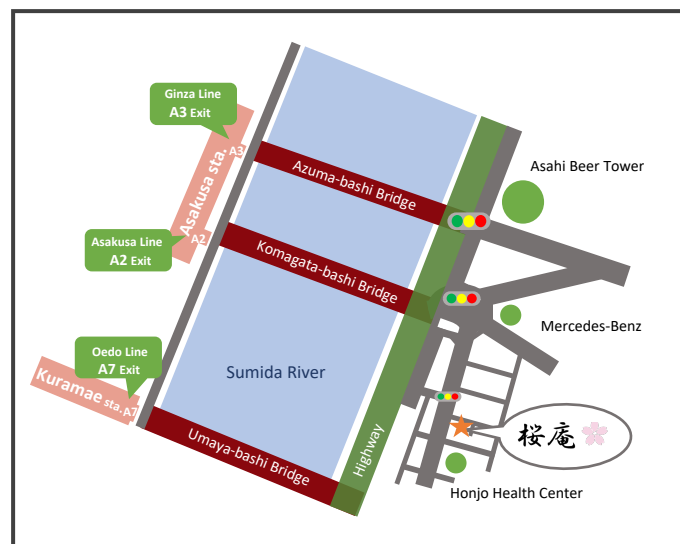 Ginza Line
A3 Exit
Asakusa sta.
A3
Azuma-bashi Bridge
Asahi Beer Tower
Asakusa Line
A2 Exit
A2
Komagata-bashi Bridge
Mercedes-Benz
Oedo Line
A7 Exit
Kuramae sta.
A7
Sumida River
Highway
桜庵
Umaya-bashi Bridge
Honjo Health Center